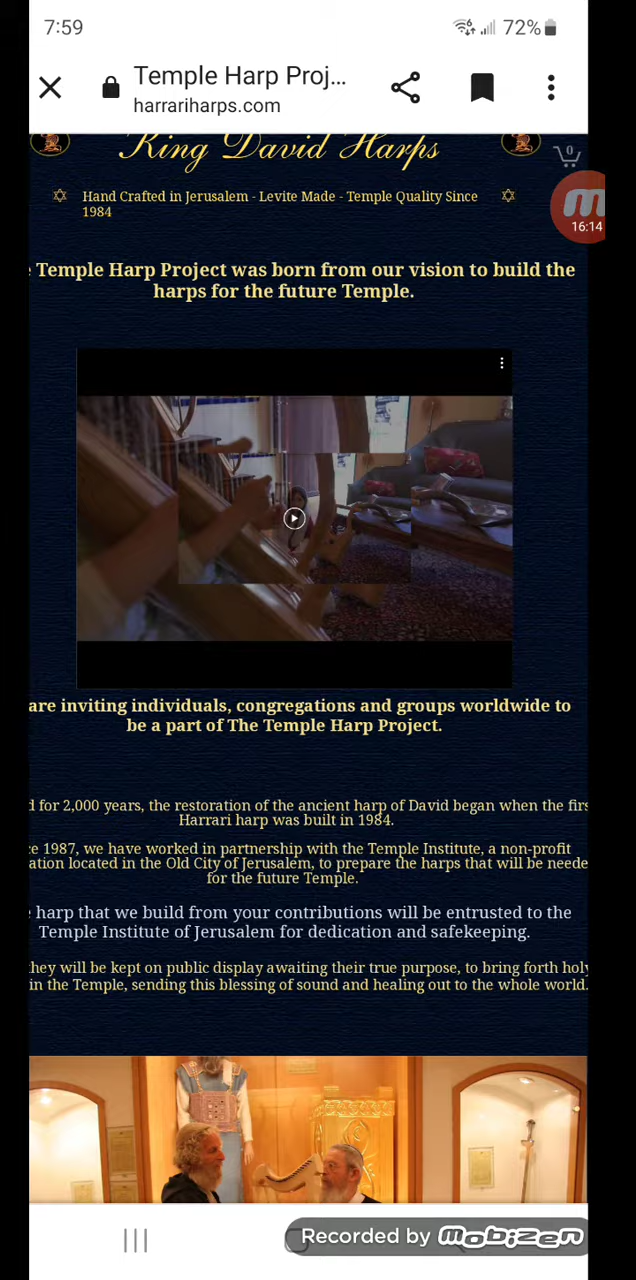 7:59
72%
Temple Harp Proj...
harrariharps.com
King David Harps
0
Hand Crafted in Jerusalem - Levite Made - Temple Quality Since
1984
16:14
Temple Harp Project was born from our vision to build the
harps for the future Temple.
are inviting individuals, congregations and groups worldwide to
be a part of The Temple Harp Project.
d for 2,000 years, the restoration of the ancient harp of David began when the firs
Harrari harp was built in 1984.
ce 1987, we have worked in partnership with the Temple Institute, a non-profit
ation located in the Old City of Jerusalem, to prepare the harps that will be neede
for the future Temple.
harp that we build from your contributions will be entrusted to the
Temple Institute of Jerusalem for dedication and safekeeping.
they will be kept on public display awaiting their true purpose, to bring forth holy
in the Temple, sending this blessing of sound and healing out to the whole world.
Recorded by mobizen